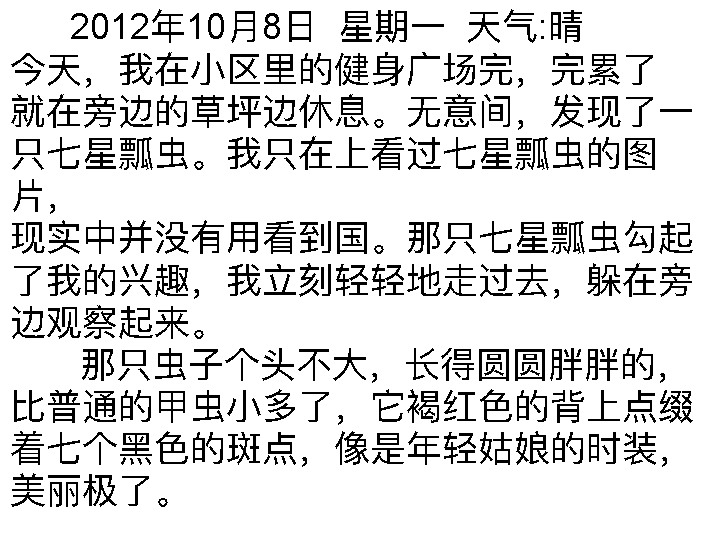 2012年10月8日 星期一 天气:晴
今天，我在小区里的健身广场完，完累了
就在旁边的草坪边休息。无意间，发现了一
只七星瓢虫。我只在上看过七星瓢虫的图
片，
现实中并没有用看到国。那只七星瓢虫勾起
了我的兴趣，我立刻轻轻地走过去，躲在旁
边观察起来。
那只虫子个头不大，长得圆圆胖胖的，
比普通的甲虫小多了，它褐红色的背上点缀
着七个黑色的斑点，像是年轻姑娘的时装，
美丽极了。